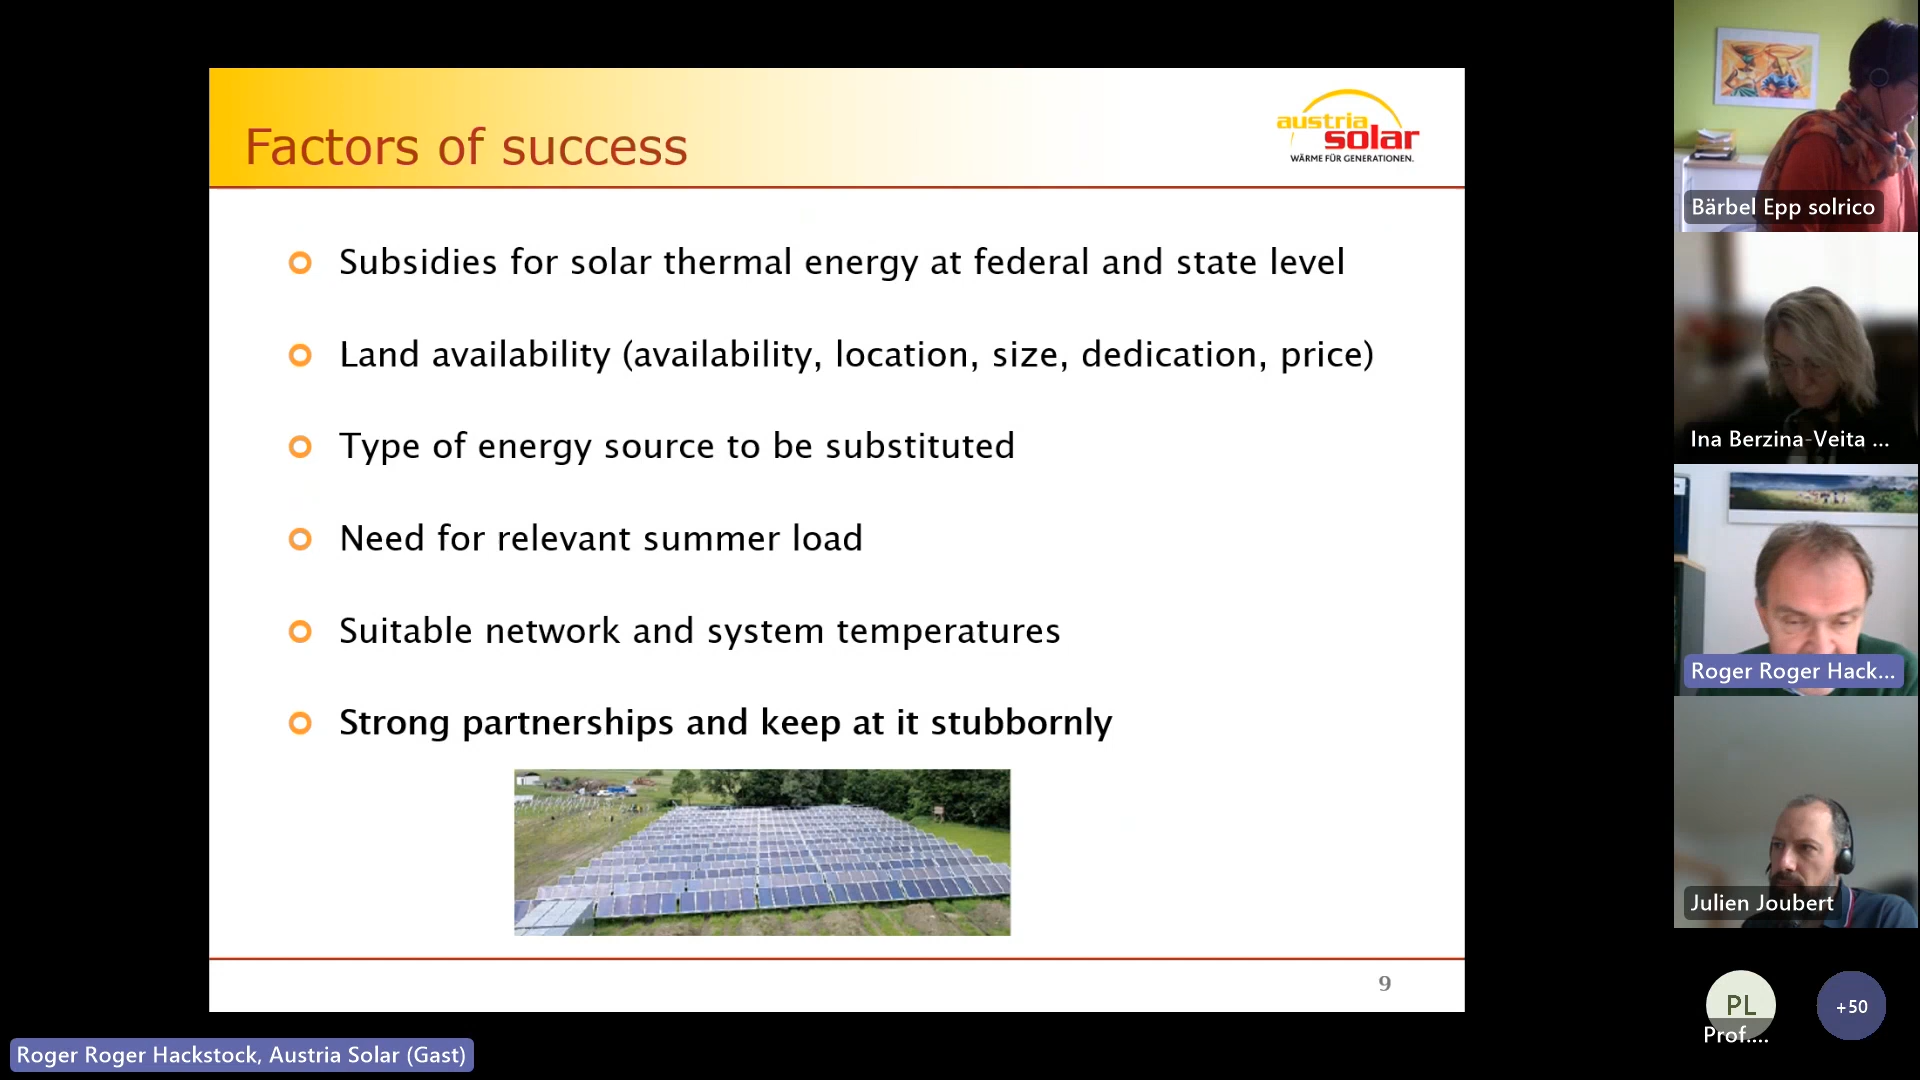 Factors of success
austria
solar
WÄRME FÜR GENERATIONEN.
Subsidies for solar thermal energy at federal and state level
Land availability (availability, location, size, dedication, price)
Type of energy source to be substituted
Need for relevant summer load
Suitable network and system temperatures
Strong partnerships and keep at it stubbornly
9
Bärbel Epp solrico
Ina Berzina-Veita ...
Roger Roger Hack...
Julien Joubert
PL
Prof....
+50
Roger Roger Hackstock, Austria Solar (Gast)